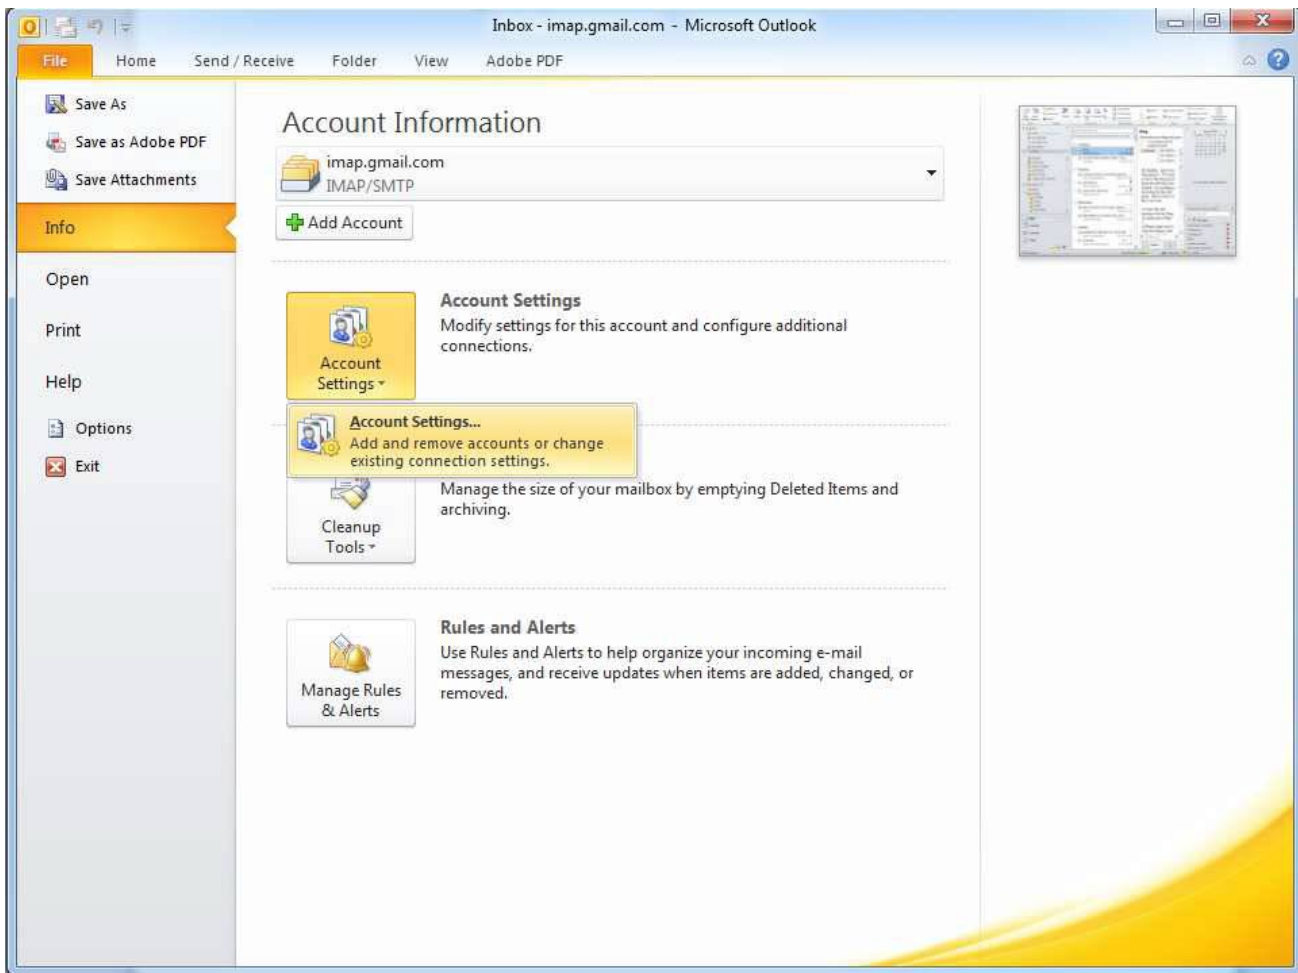 Inbox - imap.gmail.com - Microsoft Outlook
File Home Send / Receive Folder View Adobe PDF
Save As
Save as Adobe PDF
Save Attachments
Info
Open
Print
Help
Options
Exit
Account Information
imap.gmail.com
IMAP/SMTP
Add Account
Account
Settings
Account Settings
Modify settings for this account and configure additional
connections.
Account Settings...
Add and remove accounts or change
existing connection settings.
Cleanup
Tools
Manage the size of your mailbox by emptying Deleted Items and
archiving.
Manage Rules
& Alerts
Rules and Alerts
Use Rules and Alerts to help organize your incoming e-mail
messages, and receive updates when items are added, changed, or
removed.